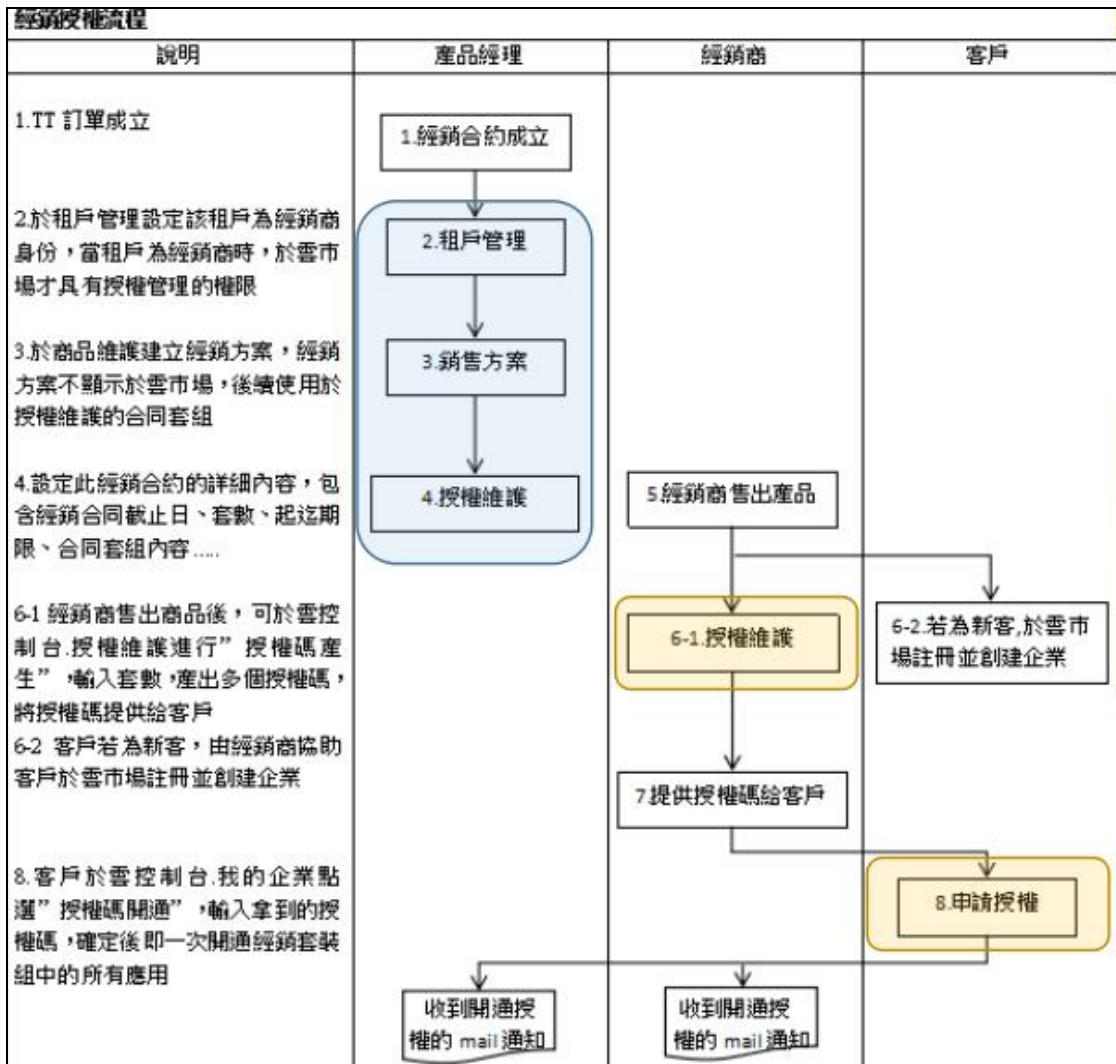 經銷授權流程
說明
產品經理
經銷商
客戶
1.TT 訂單成立
1.經銷合約成立
2.於租戶管理設定該租戶為經銷商
身份，當租戶為經銷商時，於雲市
場才具有授權管理的權限
2.租戶管理
3.於商品維護建立經銷方案，經銷
方案不顯示於雲市場，後續使用於
授權維護的合同套組
3.銷售方案
4.設定此經銷合約的詳細內容，包
含經銷合同截止日、套數、起迄期
限、合同套組內容.....
4.授權維護
5.經銷商售出產品
6-1 經銷商售出商品後，可於雲控
制台.授權維護進行”授權碼產
生”，輸入套數，產出多個授權碼，
將授權碼提供給客戶
6-2 客戶若為新客，由經銷商協助
客戶於雲市場註冊並創建企業
6-1.授權維護
6-2.若為新客,於雲市
場註冊並創建企業
7.提供授權碼給客戶
8.客戶於雲控制台.我的企業點
選”授權碼開通”，輸入拿到的授
權碼，確定後即一次開通經銷套裝
組中的所有應用
8.申請授權
收到開通授
權的 mail 通知
收到開通授
權的 mail 通知